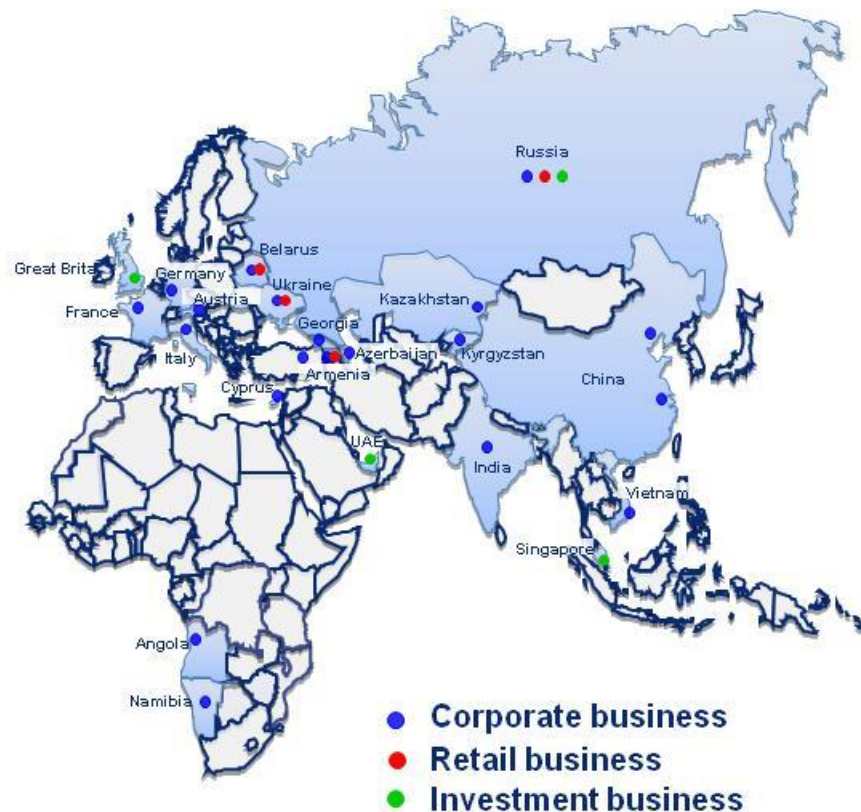 Russia
Belarus
Great Brita
Germany
Ukraine
Austria
Kazakhstan
France
Georgia
Italy
Azerbaijan
Kyrgyzstan
Armenia
China
Cyprus
UAE
India
Vietnam
Singapore
Angola
Namibia
Corporate business
Retail business
Investment business